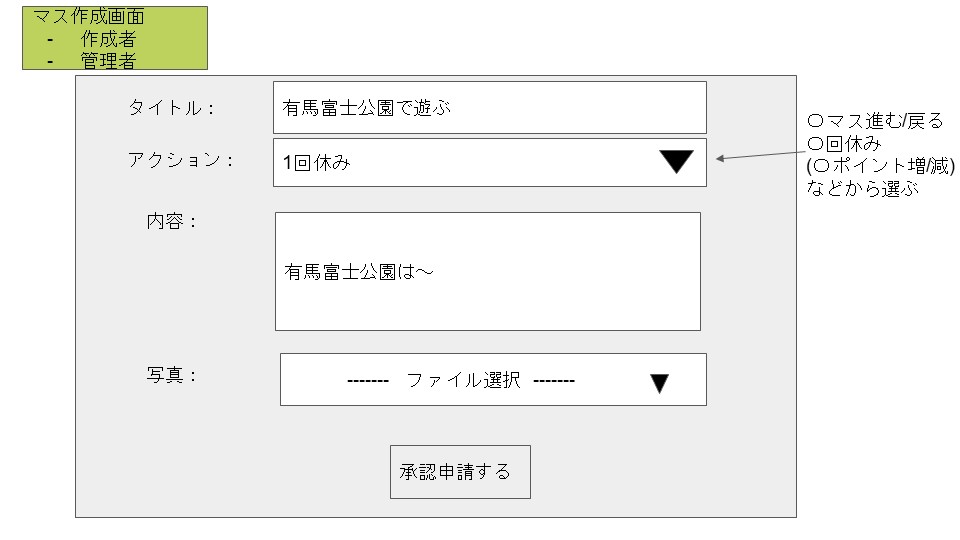 マス作成画面
- 作成者
- 管理者
タイトル：
有馬富士公園で遊ぶ
アクション：
1回休み
〇マス進む/戻る
〇回休み
(〇ポイント増/減)
などから選ぶ
内容：
有馬富士公園は～
写真：
------- ファイル選択 -------
承認申請する